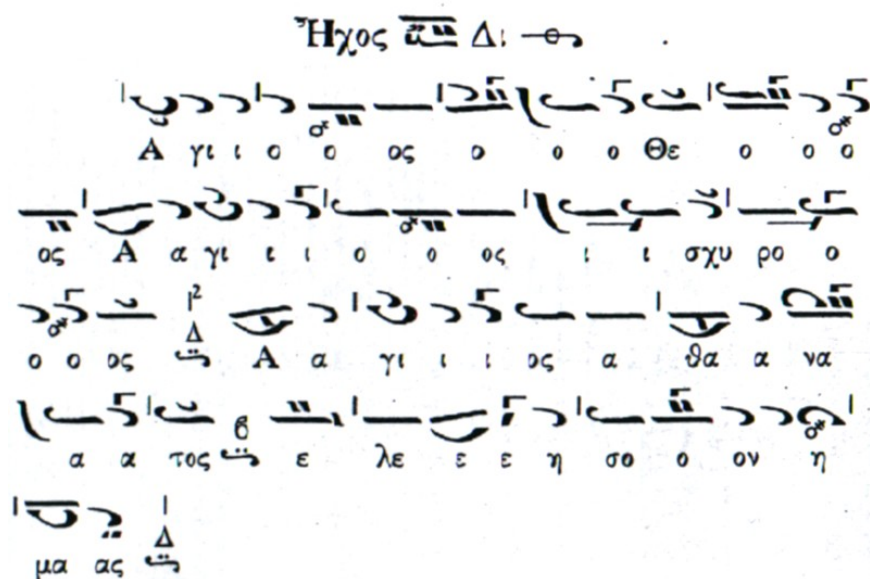 Ἦχος Δι
Α γι ι ο ο ος ο ο ο Θε ο ο ο
ος Α α γι ι ι ο ο ος ι ι σχυ ρο ο
ο ο ος 2 Δ Α α γι ι ι ος α θα α να
α α τος ϐ ε λε ε ε η σο ο ον η
μα ας Δ